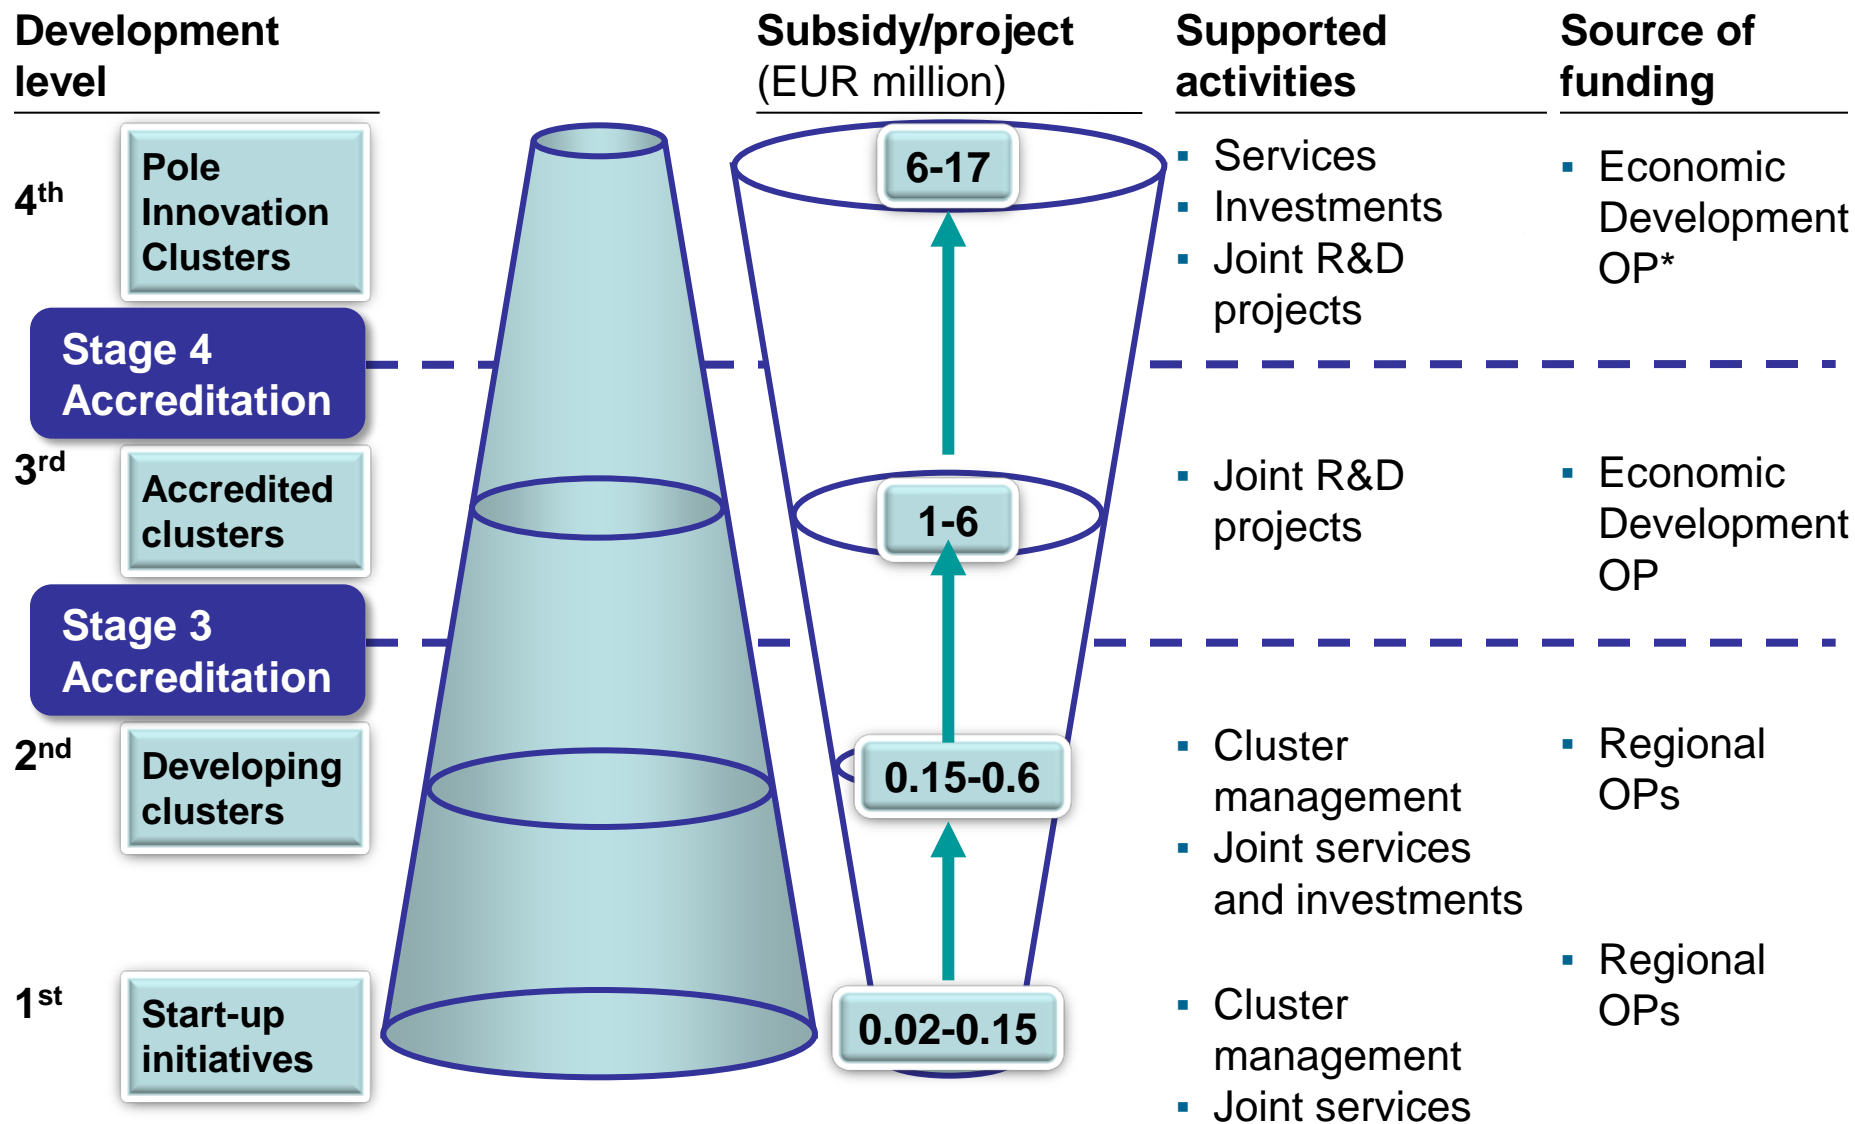 Development
level
Subsidy/project
(EUR million)
Supported
activities
Source of
funding
4th
Pole
Innovation
Clusters
6-17
▪ Services
▪ Investments
▪ Joint R&D
projects
▪ Economic
Development
OP*
Stage 4
Accreditation
3rd
Accredited
clusters
1-6
▪ Joint R&D
projects
▪ Economic
Development
OP
Stage 3
Accreditation
2nd
Developing
clusters
0.15-0.6
▪ Cluster
management
▪ Joint services
and investments
▪ Regional
OPs
1st
Start-up
initiatives
0.02-0.15
▪ Cluster
management
▪ Joint services
▪ Regional
OPs